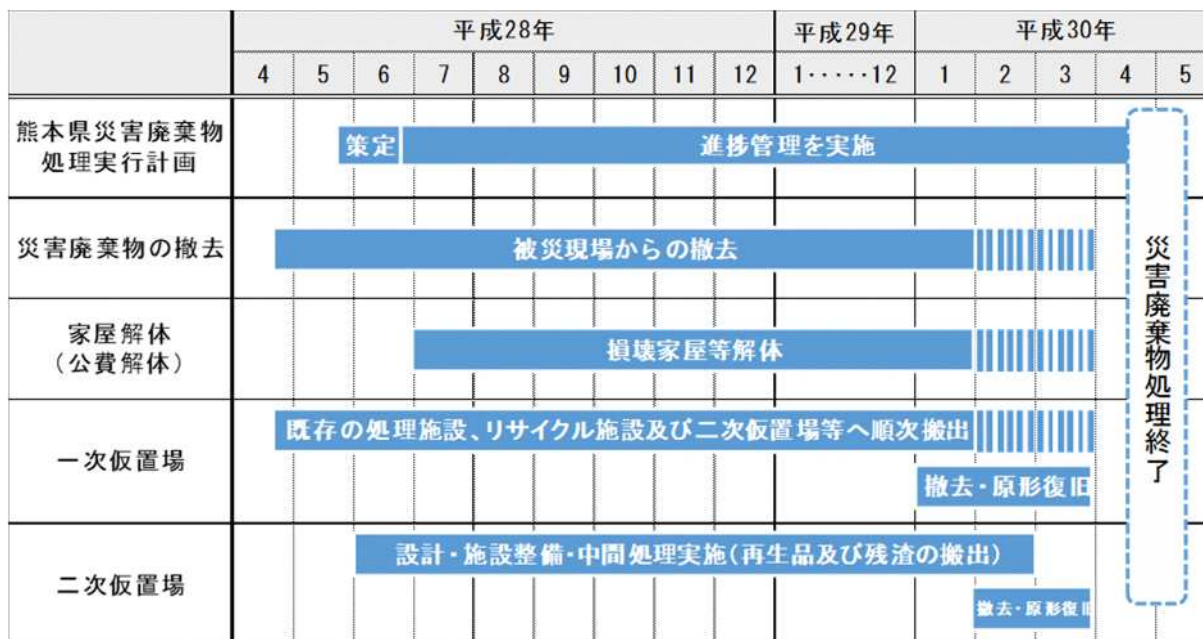 平成28年 平成29年 平成30年
4 5 6 7 8 9 10 11 12 1・・・・・12 1 2 3 4 5
熊本県災害廃棄物
処理実行計画
策定 進捗管理を実施
災害廃棄物の撤去
被災現場からの撤去
家屋解体
(公費解体)
損壊家屋等解体
一次仮置場
既存の処理施設、リサイクル施設及び二次仮置場等へ順次搬出
撤去・原形復旧
二次仮置場
設計・施設整備・中間処理実施(再生品及び残渣の搬出)
撤去・原形復旧
災害廃棄物処理終了